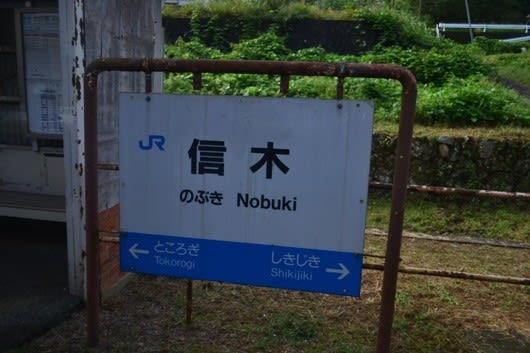 JR 信木
のぶき Nobuki
← ところぎ しきじき →
Tokorogi Shikijiki